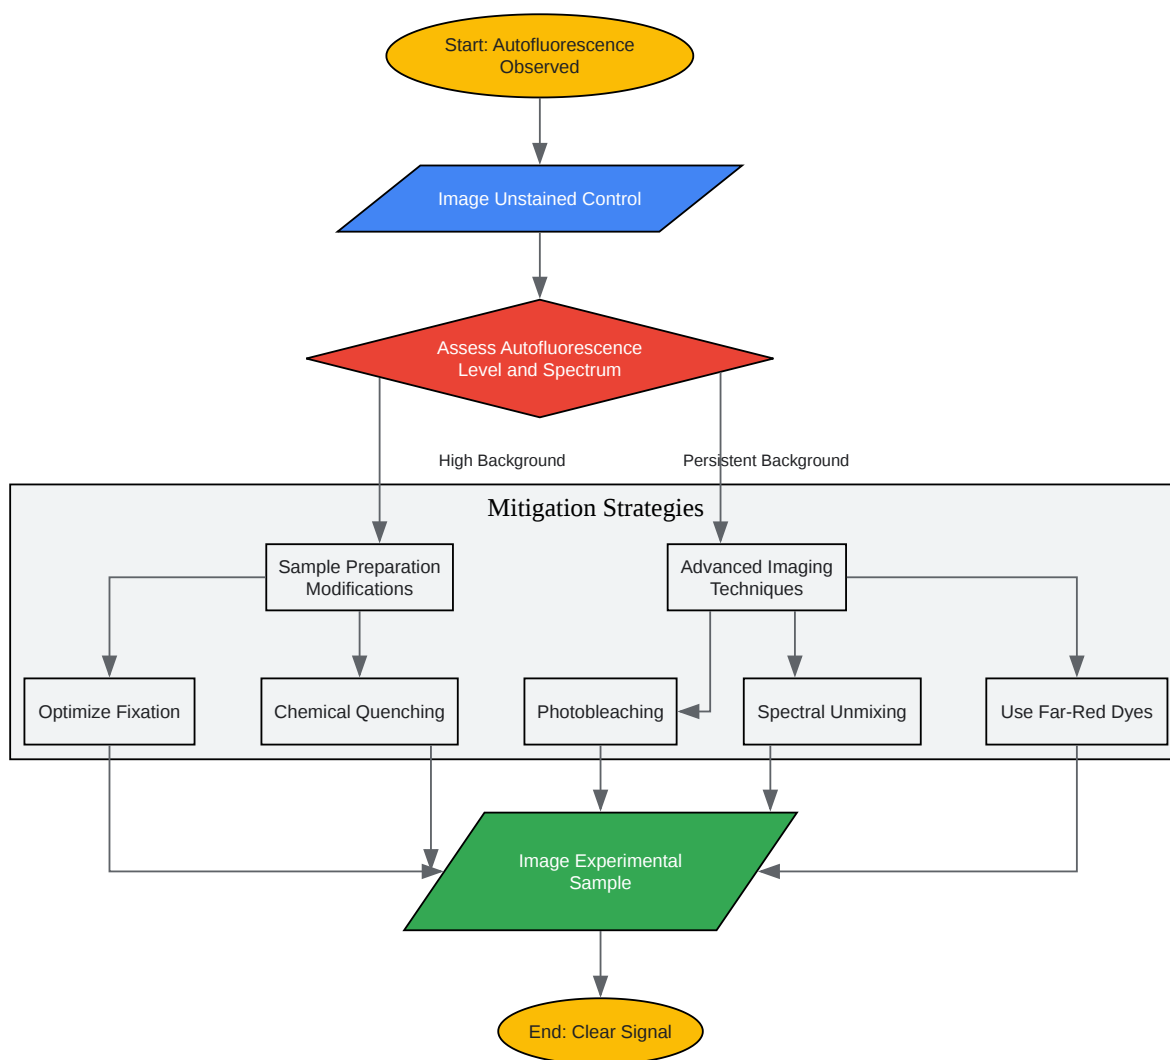 Start: Autofluorescence
Observed
Image Unstained Control
Assess Autofluorescence
Level and Spectrum
High Background
Persistent Background
Mitigation Strategies
Sample Preparation
Modifications
Advanced Imaging
Techniques
Optimize Fixation
Chemical Quenching
Photobleaching
Spectral Unmixing
Use Far-Red Dyes
Image Experimental
Sample
End: Clear Signal